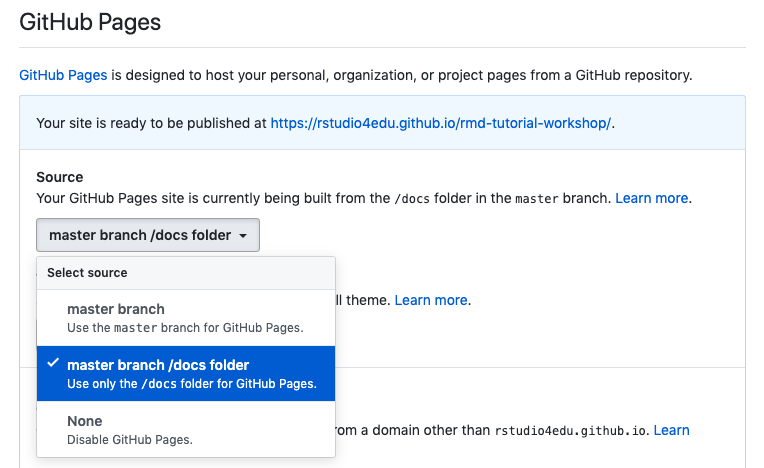 GitHub Pages
GitHub Pages is designed to host your personal, organization, or project pages from a GitHub repository.
Your site is ready to be published at https://rstudio4edu.github.io/rmd-tutorial-workshop/.
Source
Your GitHub Pages site is currently being built from the /docs folder in the master branch. Learn more.
master branch /docs folder
Select source
ll theme. Learn more.
master branch
Use the master branch for GitHub Pages.
master branch /docs folder
Use only the /docs folder for GitHub Pages.
None
rom a domain other than rstudio4edu.github.io. Learn
Disable GitHub Pages.